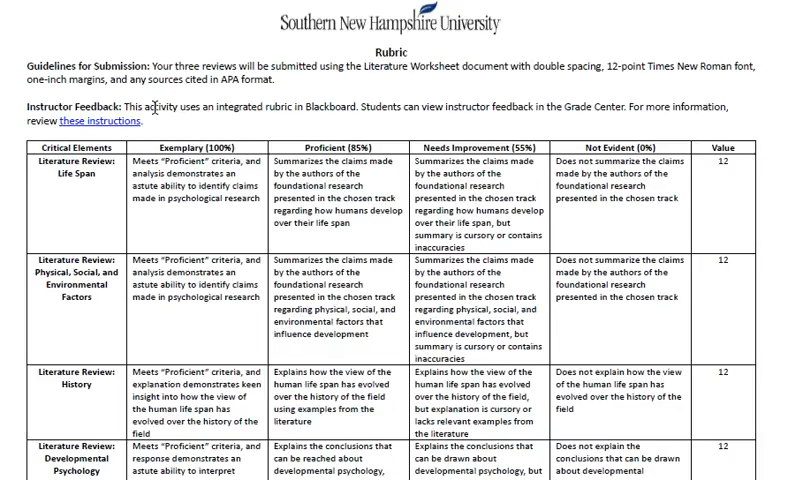 Southern New Hampshire University
Rubric
Guidelines for Submission: Your three reviews will be submitted using the Literature Worksheet document with double spacing, 12-point Times New Roman font,
one-inch margins, and any sources cited in APA format.
Instructor Feedback: This activity uses an integrated rubric in Blackboard. Students can view instructor feedback in the Grade Center. For more information,
review these instructions.
Critical Elements Exemplary (100%) Proficient (85%) Needs Improvement (55%) Not Evident (0%) Value
Literature Review: Meets “Proficient” criteria, and Summarizes the claims made Summarizes the claims made Does not summarize the claims 12
Life Span analysis demonstrates an by the authors of the by the authors of the made by the authors of the
astute ability to identify claims foundational research foundational research foundational research
made in psychological research presented in the chosen track presented in the chosen track presented in the chosen track
regarding how humans develop regarding how humans develop
over their life span over their life span, but
summary is cursory or contains
inaccuracies
Literature Review: Meets “Proficient” criteria, and Summarizes the claims made Summarizes the claims made Does not summarize the claims 12
Physical, Social, and analysis demonstrates an by the authors of the by the authors of the made by the authors of the
Environmental astute ability to identify claims foundational research foundational research foundational research
Factors made in psychological research presented in the chosen track presented in the chosen track presented in the chosen track
regarding physical, social, and regarding physical, social, and
environmental factors that environmental factors that
influence development influence development, but
summary is cursory or contains
inaccuracies
Literature Review: Meets “Proficient” criteria, and Explains how the view of the Explains how the view of the Does not explain how the view 12
History explanation demonstrates keen human life span has evolved human life span has evolved of the human life span has
insight into how the view of over the history of the field over the history of the field, evolved over the history of the
the human life span has using examples from the but explanation is cursory or field
evolved over the history of the literature lacks relevant examples from
field the literature
Literature Review: Meets “Proficient” criteria, and Explains the conclusions that Explains the conclusions that Does not explain the 12
Developmental response demonstrates an can be reached about can be drawn about conclusions that can be drawn
Psychology astute ability to interpret developmental psychology, developmental psychology, but about developmental